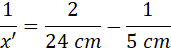 1/x′ = 2/24 cm − 1/5 cm